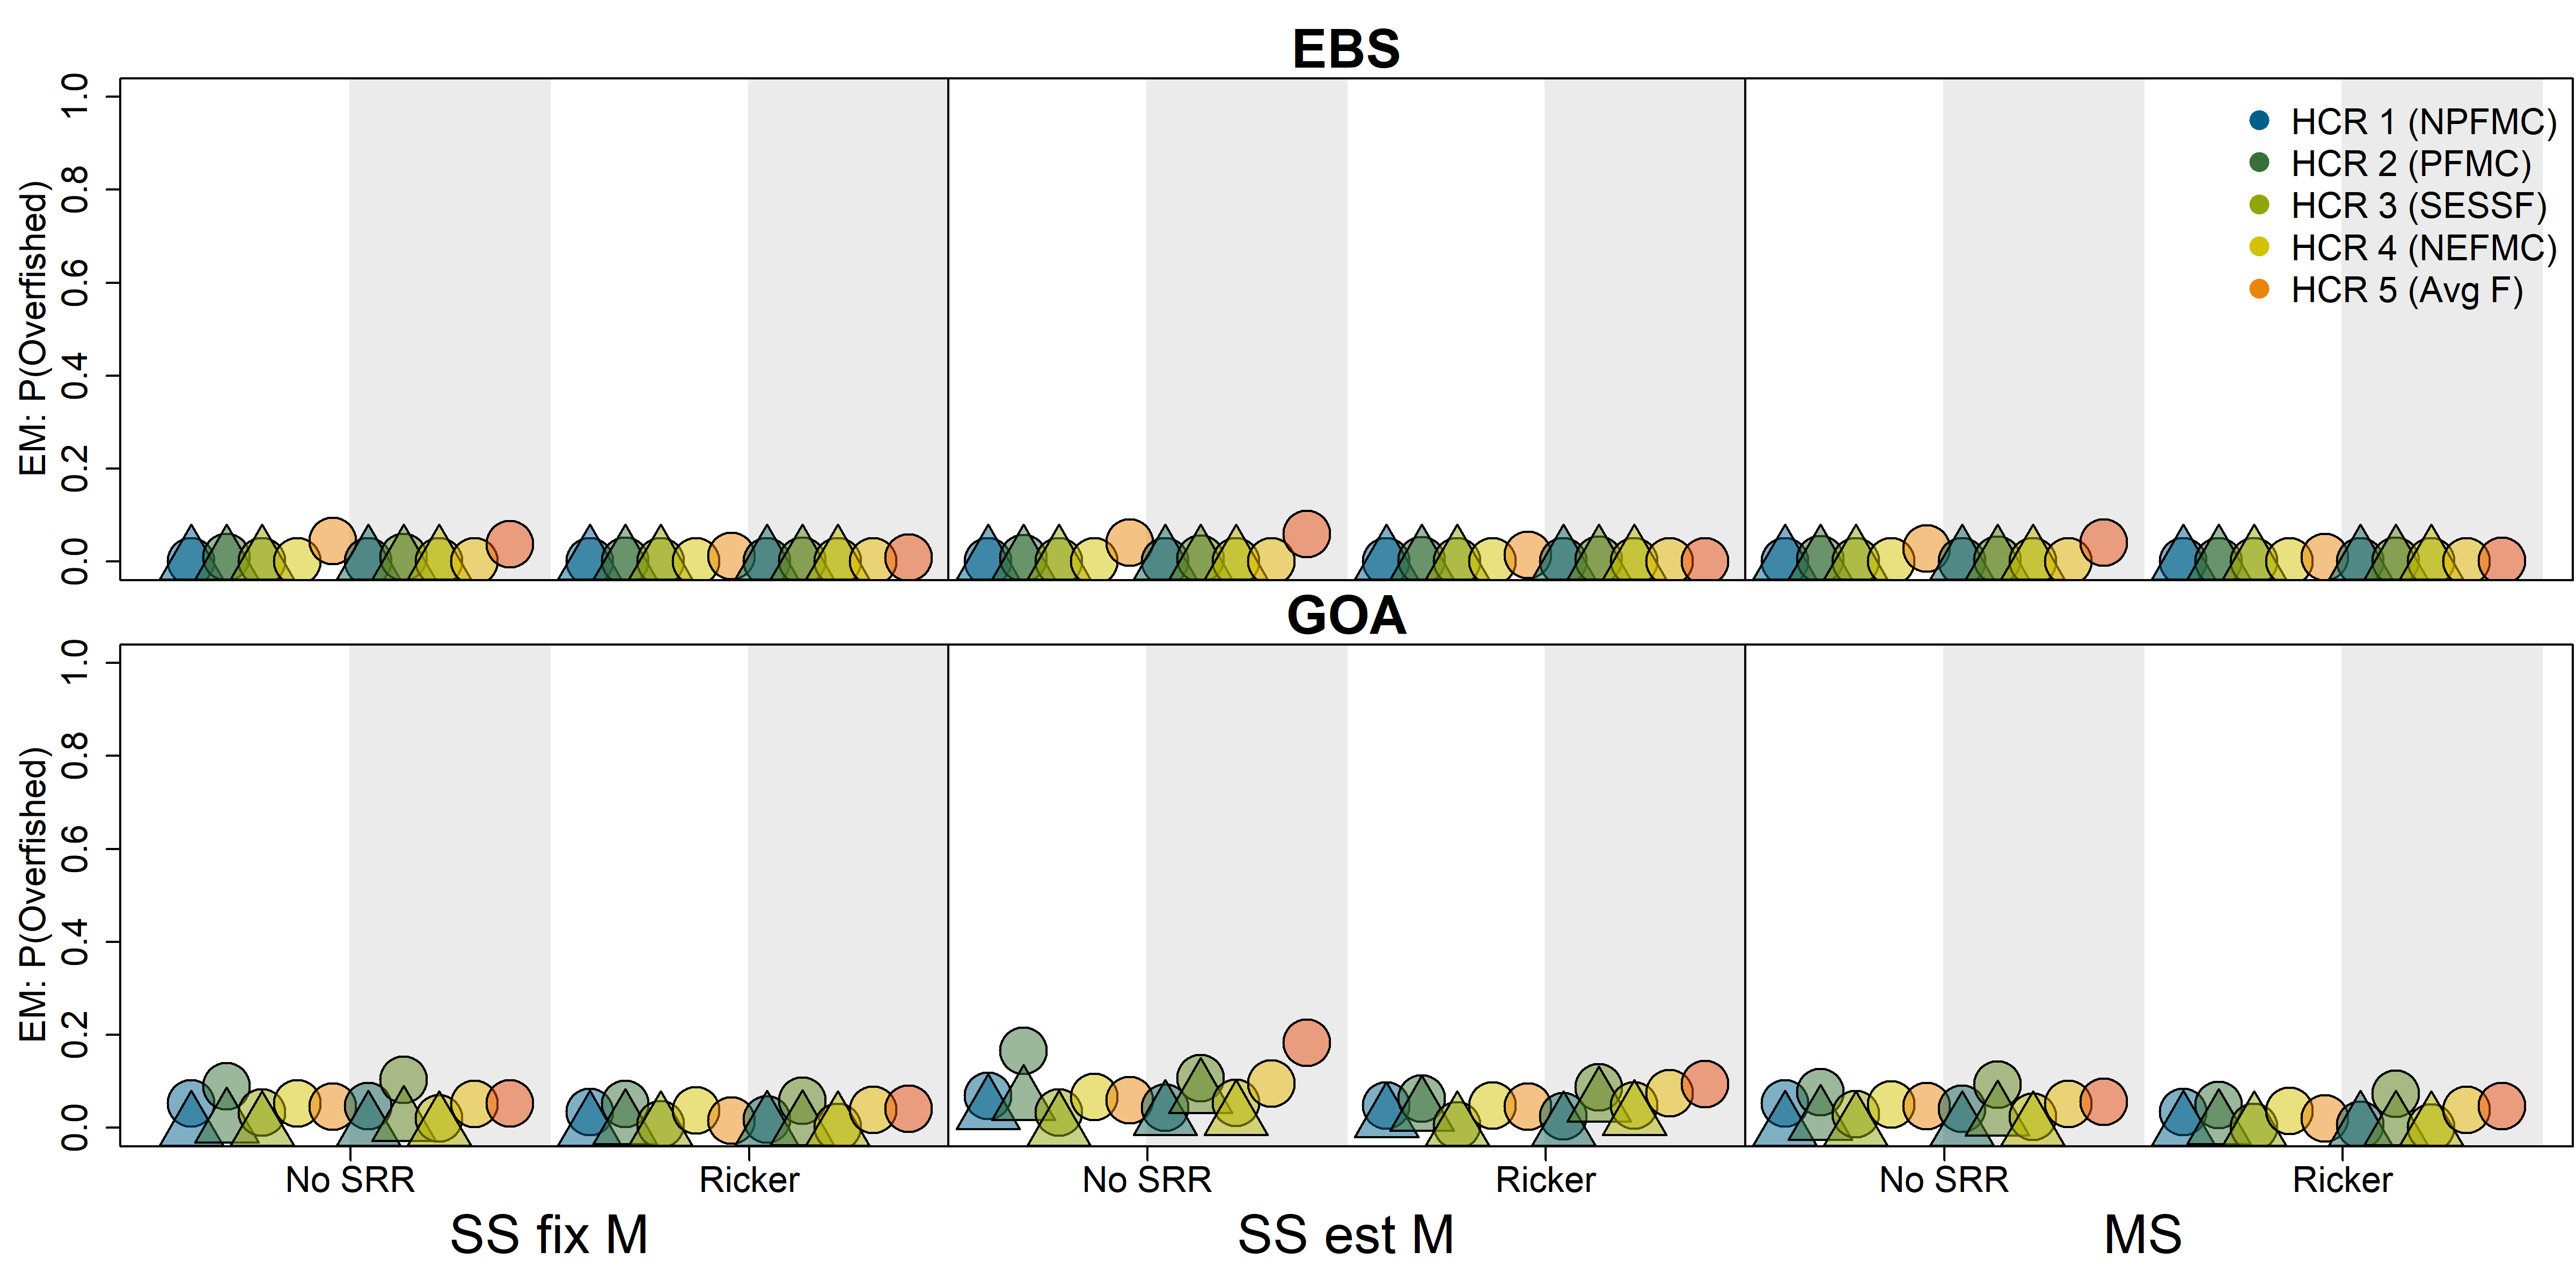 EBS
EM: P(Overfished)
1.0
0.8
0.6
0.4
0.2
0.0
HCR 1 (NPFMC)
HCR 2 (PFMC)
HCR 3 (SESSF)
HCR 4 (NEFMC)
HCR 5 (Avg F)
GOA
EM: P(Overfished)
1.0
0.8
0.6
0.4
0.2
0.0
No SRR Ricker No SRR Ricker No SRR Ricker
SS fix M SS est M MS